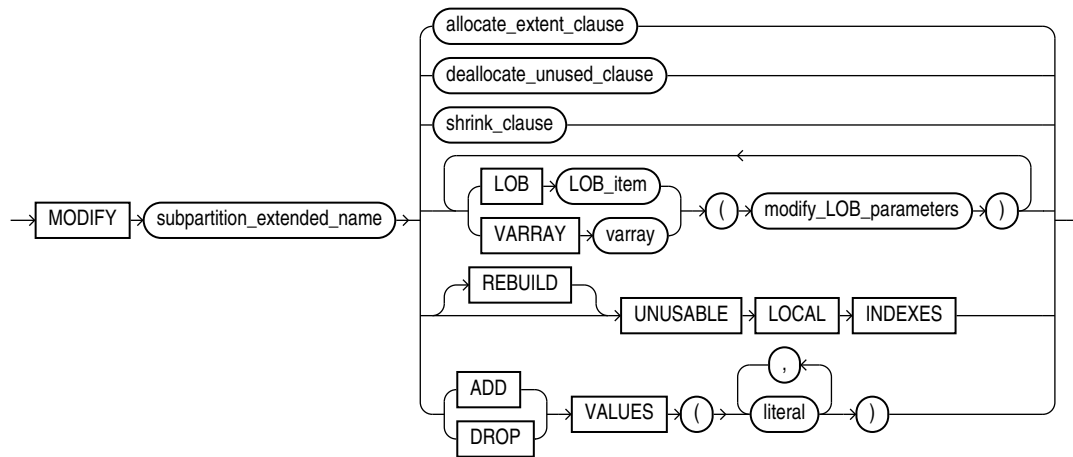 allocate_extent_clause
deallocate_unused_clause
shrink_clause
LOB LOB_item
MODIFY subpartition_extended_name ( modify_LOB_parameters )
VARRAY varray
REBUILD
UNUSABLE LOCAL INDEXES
,
ADD
VALUES ( literal )
DROP